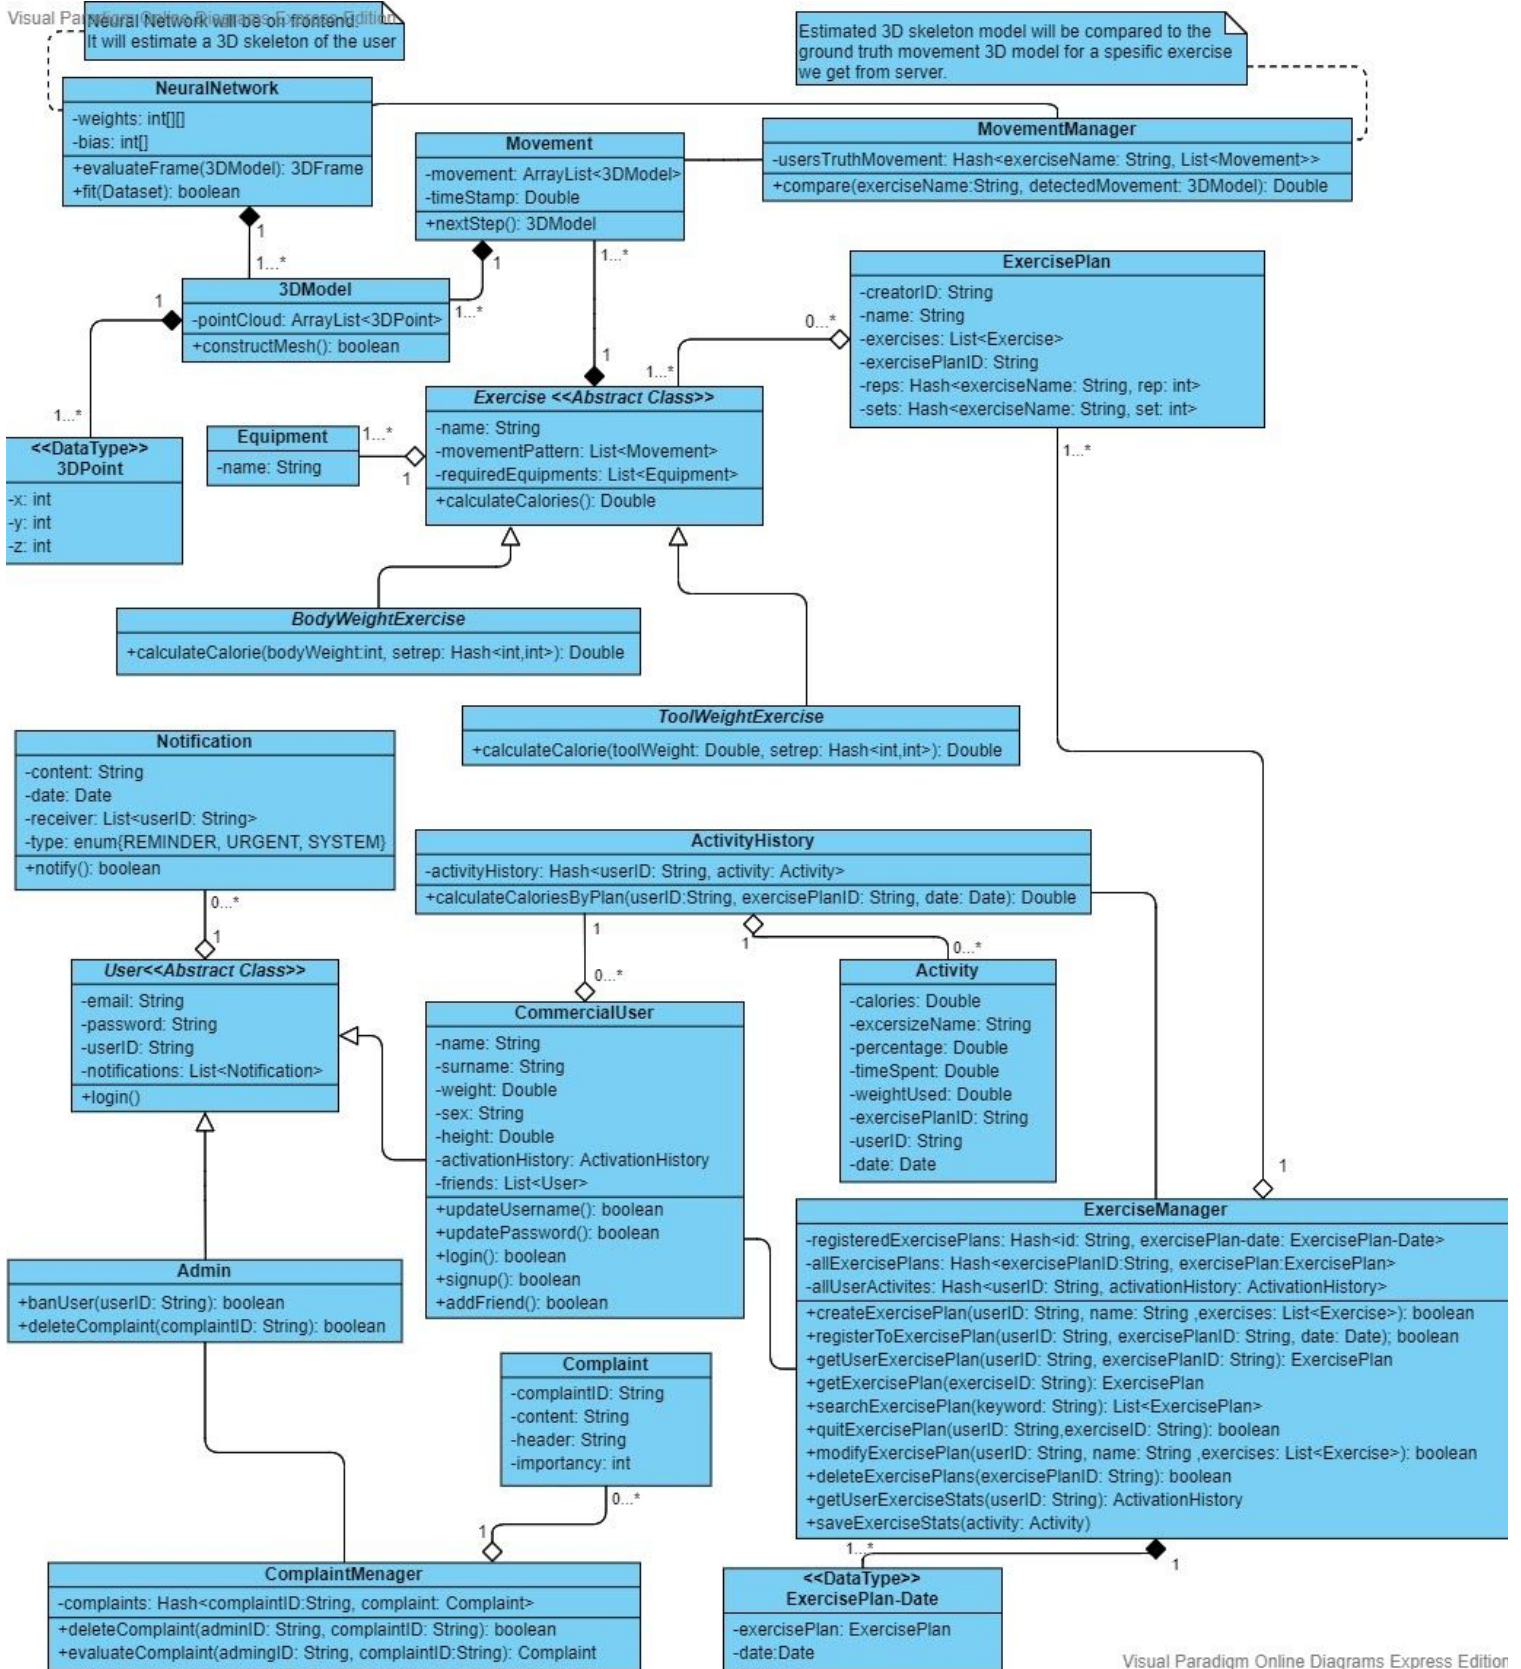 Visual Paradigm Online Diagrams Express Edition
Neural Network will be on frontend.
It will estimate a 3D skeleton of the user
Estimated 3D skeleton model will be compared to the
ground truth movement 3D model for a spesific exercise
we get from server.
NeuralNetwork
-weights: int[][]
-bias: int[]
+evaluateFrame(3DModel): 3DFrame
+fit(Dataset): boolean
Movement
-movement: ArrayList<3DModel>
-timeStamp: Double
+nextStep(): 3DModel
MovementManager
-usersTruthMovement: Hash<exerciseName: String, List<Movement>>
+compare(exerciseName:String, detectedMovement: 3DModel): Double
1
1...*
1
1...*
1...*
1
3DModel
-pointCloud: ArrayList<3DPoint>
+constructMesh(): boolean
1
1...*
ExercisePlan
-creatorID: String
-name: String
-exercises: List<Exercise>
-exercisePlanID: String
-reps: Hash<exerciseName: String, rep: int>
-sets: Hash<exerciseName: String, set: int>
0...*
1...*
1...*
<<DataType>>
3DPoint
-x: int
-y: int
-z: int
Equipment
-name: String
1...*
1
Exercise <<Abstract Class>>
-name: String
-movementPattern: List<Movement>
-requiredEquipments: List<Equipment>
+calculateCalories(): Double
BodyWeightExercise
+calculateCalorie(bodyWeight:int, setrep: Hash<int,int>): Double
ToolWeightExercise
+calculateCalorie(toolWeight: Double, setrep: Hash<int,int>): Double
Notification
-content: String
-date: Date
-receiver: List<userID: String>
-type: enum{REMINDER, URGENT, SYSTEM}
+notify(): boolean
0...*
1
ActivityHistory
-activityHistory: Hash<userID: String, activity: Activity>
+calculateCaloriesByPlan(userID:String, exercisePlanID: String, date: Date): Double
1
0...*
1
0...*
User<<Abstract Class>>
-email: String
-password: String
-userID: String
-notifications: List<Notification>
+login()
CommercialUser
-name: String
-surname: String
-weight: Double
-sex: String
-height: Double
-activationHistory: ActivationHistory
-friends: List<User>
+updateUsername(): boolean
+updatePassword(): boolean
+login(): boolean
+signup(): boolean
+addFriend(): boolean
Activity
-calories: Double
-excersizeName: String
-percentage: Double
-timeSpent: Double
-weightUsed: Double
-exercisePlanID: String
-userID: String
-date: Date
1
ExerciseManager
-registeredExercisePlans: Hash<id: String, exercisePlan-date: ExercisePlan-Date>
-allExercisePlans: Hash<exercisePlanID:String, exercisePlan:ExercisePlan>
-allUserActivites: Hash<userID: String, activationHistory: ActivationHistory>
+createExercisePlan(userID: String, name: String ,exercises: List<Exercise>): boolean
+registerToExercisePlan(userID: String, exercisePlanID: String, date: Date); boolean
+getUserExercisePlan(userID: String, exercisePlanID: String): ExercisePlan
+getExercisePlan(exerciseID: String): ExercisePlan
+searchExercisePlan(keyword: String): List<ExercisePlan>
+quitExercisePlan(userID: String,exerciseID: String): boolean
+modifyExercisePlan(userID: String, name: String ,exercises: List<Exercise>): boolean
+deleteExercisePlans(exercisePlanID: String): boolean
+getUserExerciseStats(userID: String): ActivationHistory
+saveExerciseStats(activity: Activity)
Admin
+banUser(userID: String): boolean
+deleteComplaint(complaintID: String): boolean
Complaint
-complaintID: String
-content: String
-header: String
-importancy: int
0...*
1
ComplaintMenager
-complaints: Hash<complaintID:String, complaint: Complaint>
+deleteComplaint(adminID: String, complaintID: String): boolean
+evaluateComplaint(admingID: String, complaintID:String): Complaint
1...*
1
<<DataType>>
ExercisePlan-Date
-exercisePlan: ExercisePlan
-date:Date
Visual Paradigm Online Diagrams Express Edition